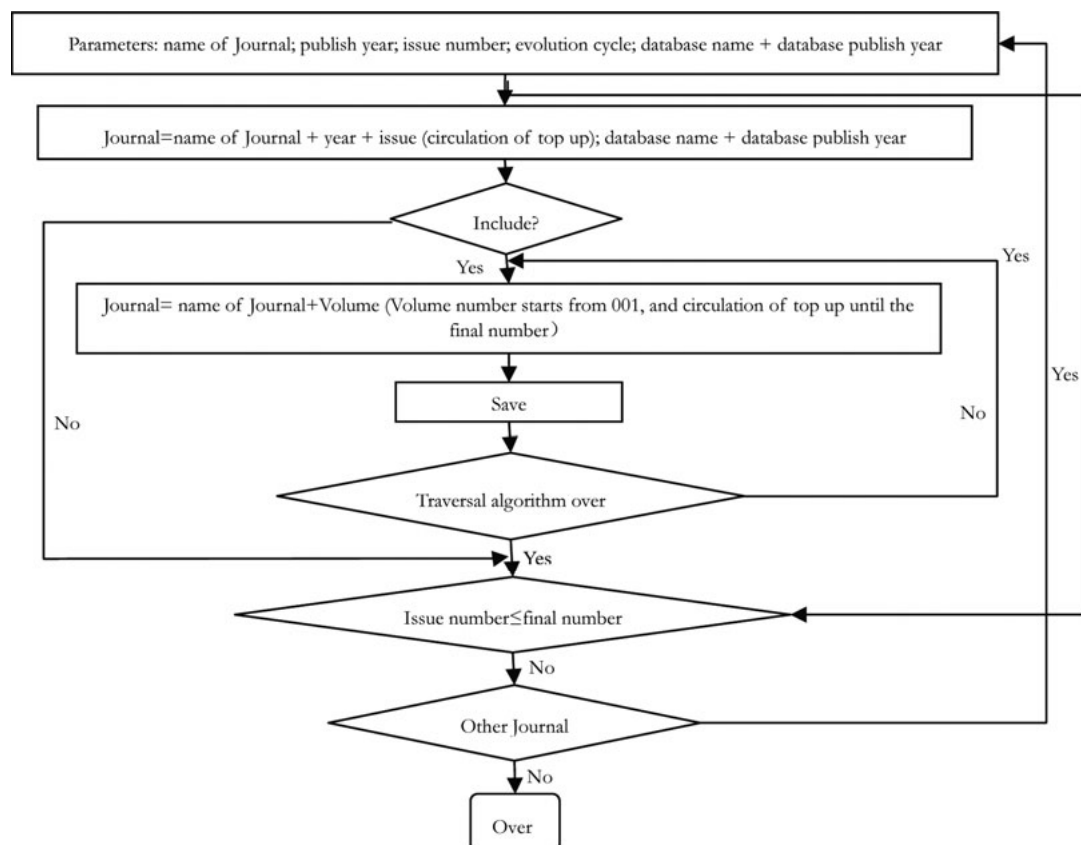 Parameters: name of Journal; publish year; issue number; evolution cycle; database name + database publish year
Journal=name of Journal + year + issue (circulation of top up); database name + database publish year
Include?
Yes
Yes
Journal= name of Journal+Volume (Volume number starts from 001, and circulation of top up until the
final number）
Yes
Save
No
No
Traversal algorithm over
Yes
Issue number≤final number
No
Other Journal
No
Over